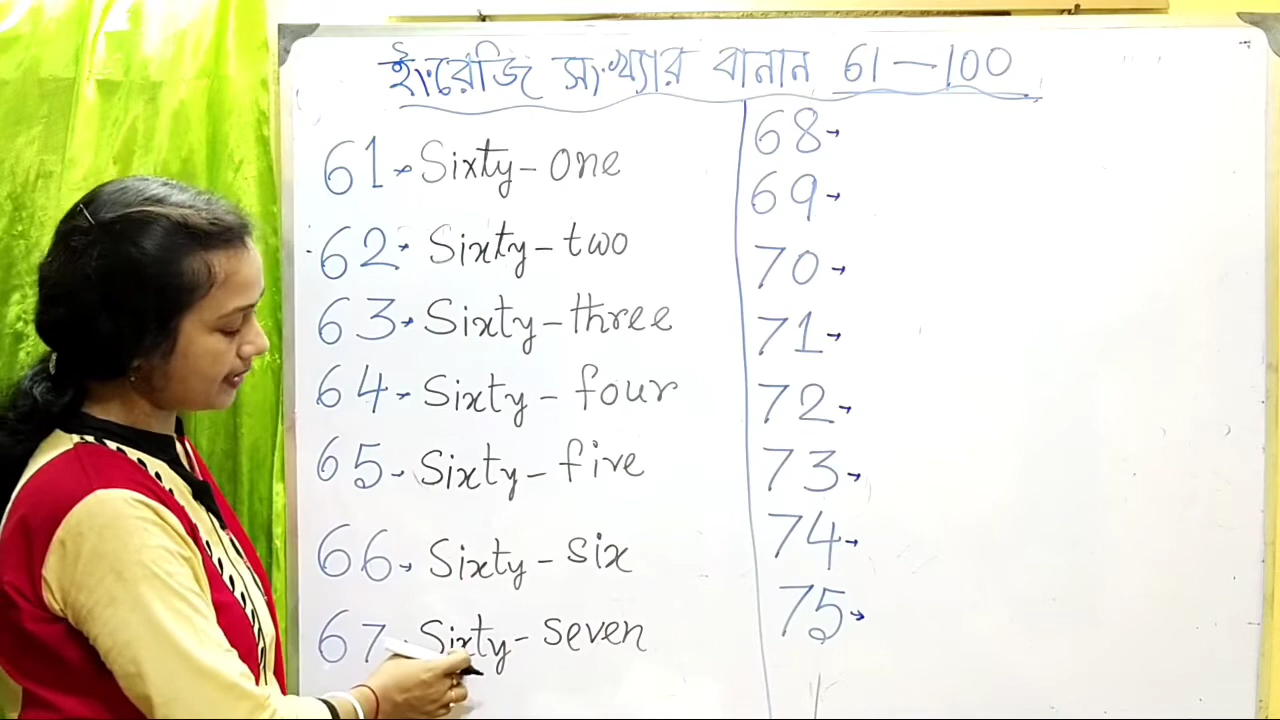 ইংরেজি সংখ্যার বানান 61 — 100
61→ Sixty - one
62→ Sixty - two
63→ Sixty - three
64→ Sixty - four
65→ Sixty - five
66→ Sixty - six
67→ Sixty - seven
68→
69→
70→
71→
72→
73→
74→
75→